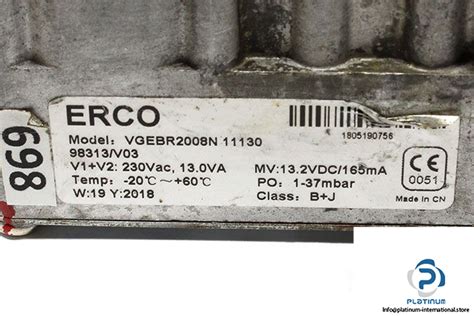 869
ERCO
Model: VGEBR2008N 11130
98313/V03
1805190756
V1+V2: 230Vac, 13.0VA
MV:13.2VDC/165mA
CE
0051
Temp: -20℃~+60℃
PO: 1-37mbar
W:19 Y:2018
Class: B+J
Made in CN
PLATINUM
Info@platinum-international.store